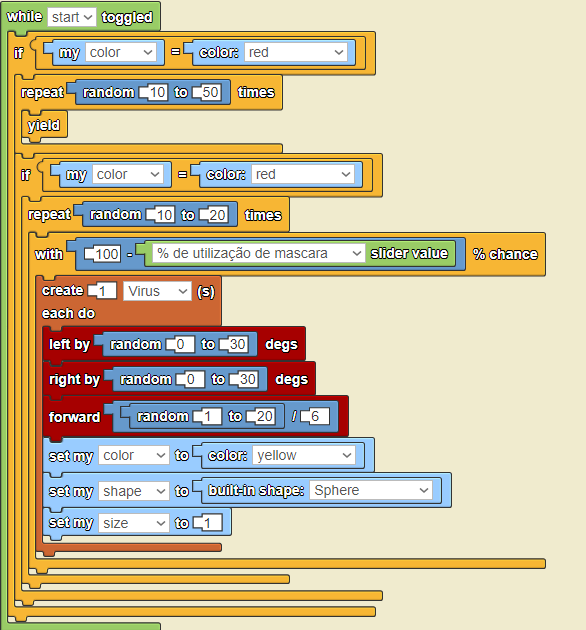 while start toggled
if my color = color: red
repeat random 10 to 50 times
yield
if my color = color: red
repeat random 10 to 20 times
with 100 - % de utilização de mascara slider value % chance
create 1 Virus (s)
each do
left by random 0 to 30 degs
right by random 0 to 30 degs
forward random 1 to 20 / 6
set my color to color: yellow
set my shape to built-in shape: Sphere
set my size to 1